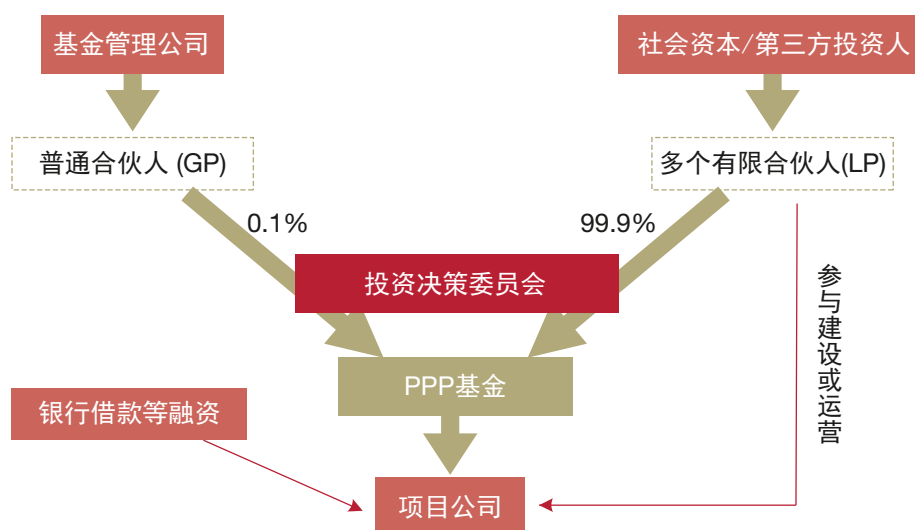 基金管理公司
社会资本/第三方投资人
普通合伙人 (GP)
多个有限合伙人(LP)
0.1%
99.9%
投资决策委员会
参与建设或运营
PPP基金
银行借款等融资
项目公司